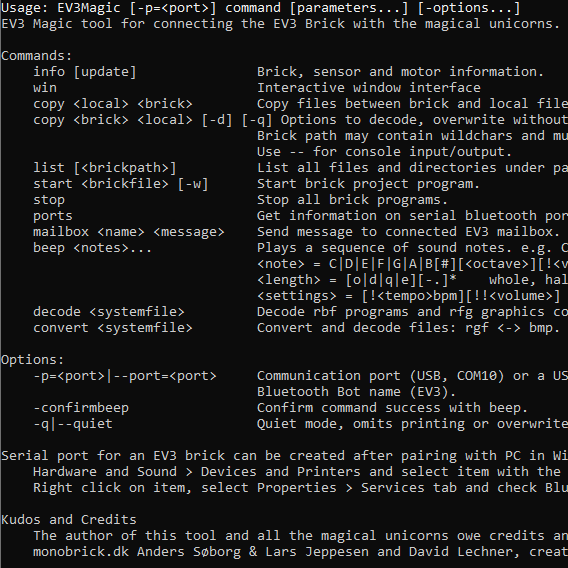 Usage: EV3Magic [-p=<port>] command [parameters...] [-options...]
EV3 Magic tool for connecting the EV3 Brick with the magical unicorns.
Commands:
info [update] Brick, sensor and motor information.
win Interactive window interface
copy <local> <brick> Copy files between brick and local file
copy <brick> <local> [-d] [-q] Options to decode, overwrite without
Brick path may contain wildchars and mu
Use -- for console input/output.
list [<brickpath>] List all files and directories under pa
start <brickfile> [-w] Start brick project program.
stop Stop all brick programs.
ports Get information on serial bluetooth por
mailbox <name> <message> Send message to connected EV3 mailbox.
beep <notes>... Plays a sequence of sound notes. e.g. C
<note> = C|D|E|F|G|A|B[#][<octave>][!<v
<length> = [o|d|q|e][-.]* whole, hal
<settings> = [!<tempo>bpm][!!<volume>]
decode <systemfile> Decode rbf programs and rfg graphics co
convert <systemfile> Convert and decode files: rgf <-> bmp.
Options:
-p=<port>|--port=<port> Communication port (USB, COM10) or a US
Bluetooth Bot name (EV3).
-confirmbeep Confirm command success with beep.
-q|--quiet Quiet mode, omits printing or overwrite
Serial port for an EV3 brick can be created after pairing with PC in Wi
Hardware and Sound > Devices and Printers and select item with the
Right click on item, select Properties > Services tab and check Blu
Kudos and Credits
The author of this tool and all the magical unicorns owe credits an
monobrick.dk Anders Søborg & Lars Jeppesen and David Lechner, creat